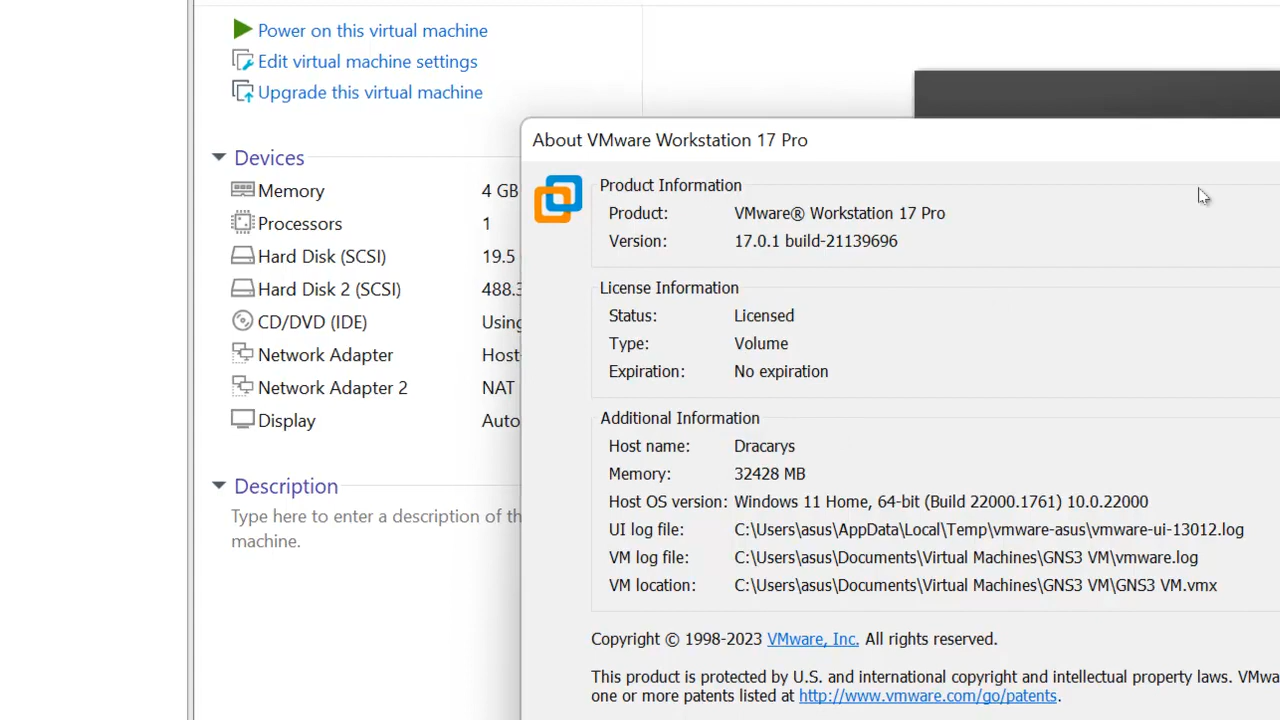 Power on this virtual machine
Edit virtual machine settings
Upgrade this virtual machine
Devices
Memory 4 GB
Processors 1
Hard Disk (SCSI) 19.5
Hard Disk 2 (SCSI) 488.3
CD/DVD (IDE) Using
Network Adapter Host-
Network Adapter 2 NAT
Display Auto
Description
Type here to enter a description of th
machine.
About VMware Workstation 17 Pro
Product Information
Product: VMware® Workstation 17 Pro
Version: 17.0.1 build-21139696
License Information
Status: Licensed
Type: Volume
Expiration: No expiration
Additional Information
Host name: Dracarys
Memory: 32428 MB
Host OS version: Windows 11 Home, 64-bit (Build 22000.1761) 10.0.22000
UI log file: C:\Users\asus\AppData\Local\Temp\vmware-asus\vmware-ui-13012.log
VM log file: C:\Users\asus\Documents\Virtual Machines\GNS3 VM\vmware.log
VM location: C:\Users\asus\Documents\Virtual Machines\GNS3 VM\GNS3 VM.vmx
Copyright © 1998-2023 VMware, Inc. All rights reserved.
This product is protected by U.S. and international copyright and intellectual property laws. VMwa
one or more patents listed at http://www.vmware.com/go/patents.